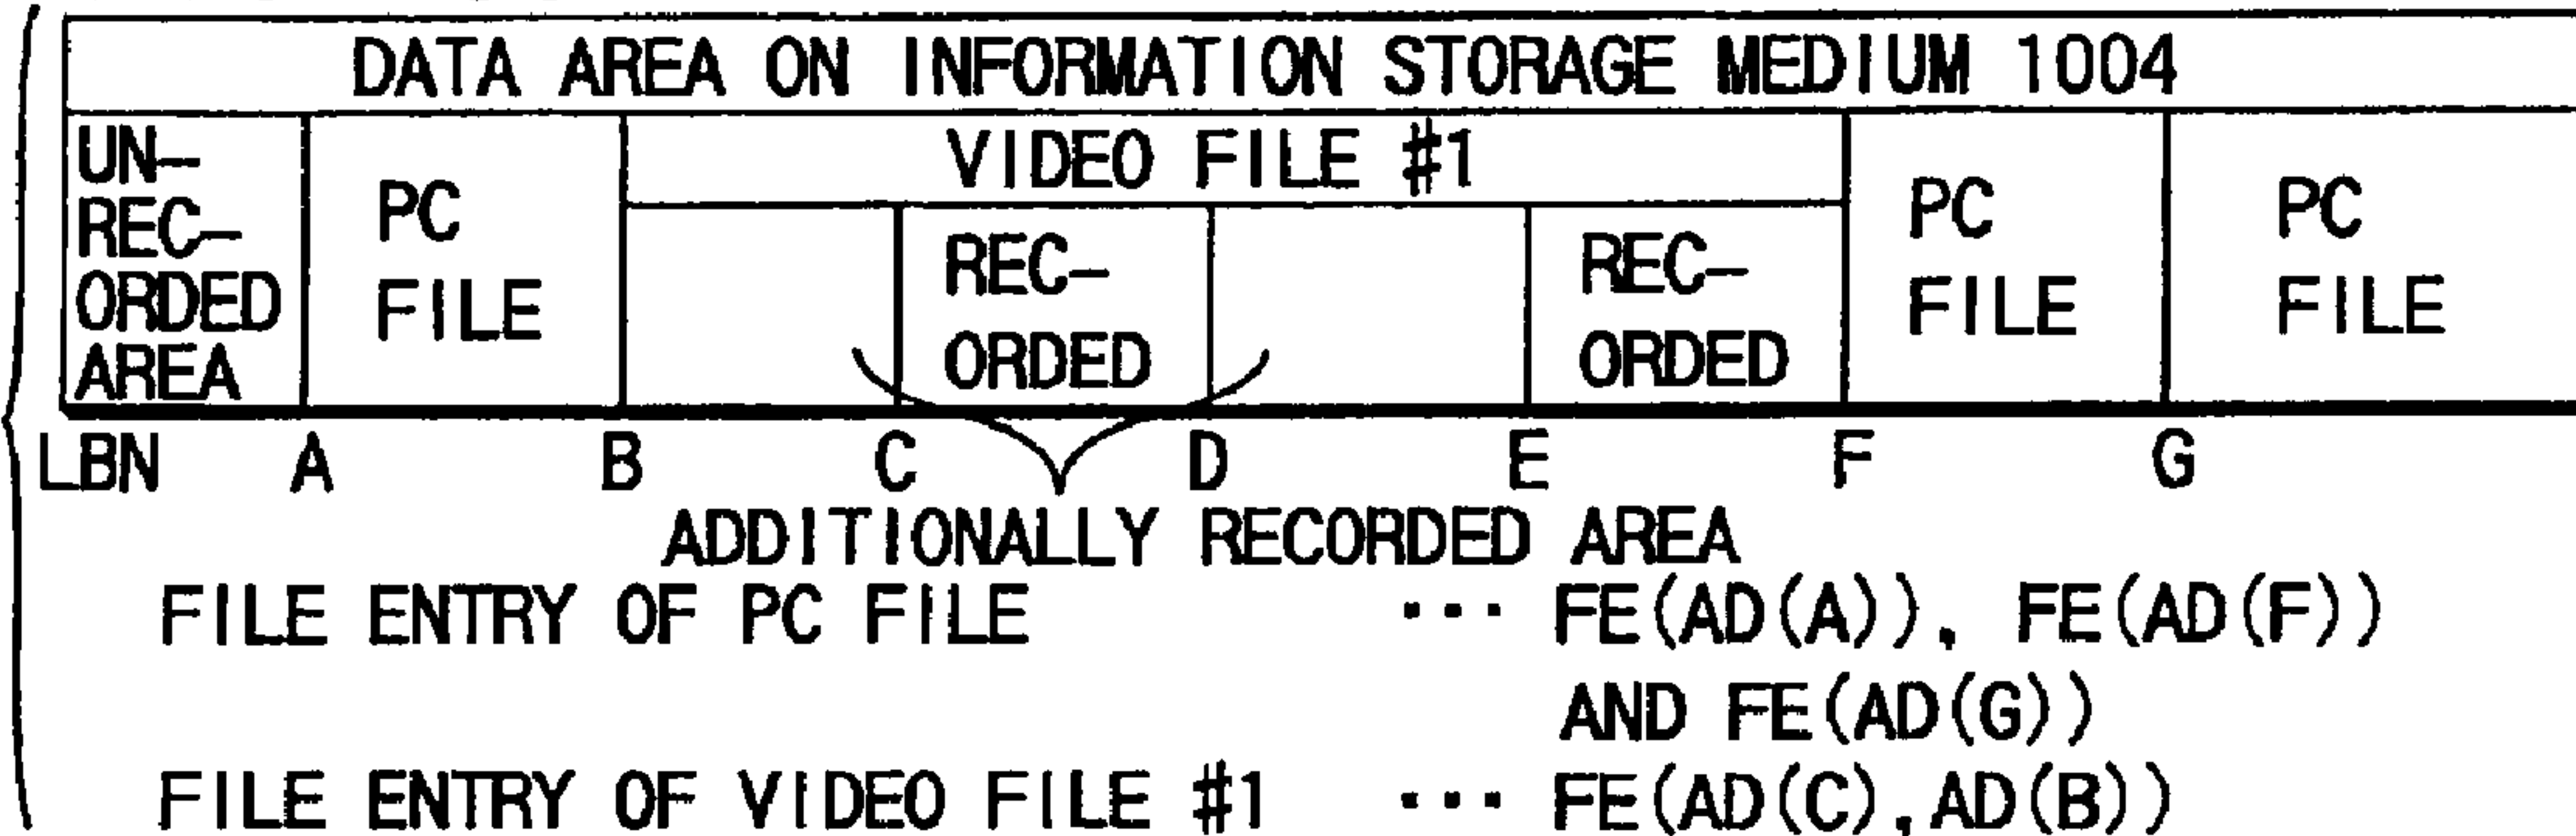 DATA AREA ON INFORMATION STORAGE MEDIUM 1004
UN-
REC-
ORDED
AREA
PC
FILE
VIDEO FILE #1
REC-
ORDED
REC-
ORDED
PC
FILE
PC
FILE
LBN A B C D E F G
ADDITIONALLY RECORDED AREA
FILE ENTRY OF PC FILE ··· FE(AD(A)), FE(AD(F))
AND FE(AD(G))
FILE ENTRY OF VIDEO FILE #1 ··· FE(AD(C),AD(B))